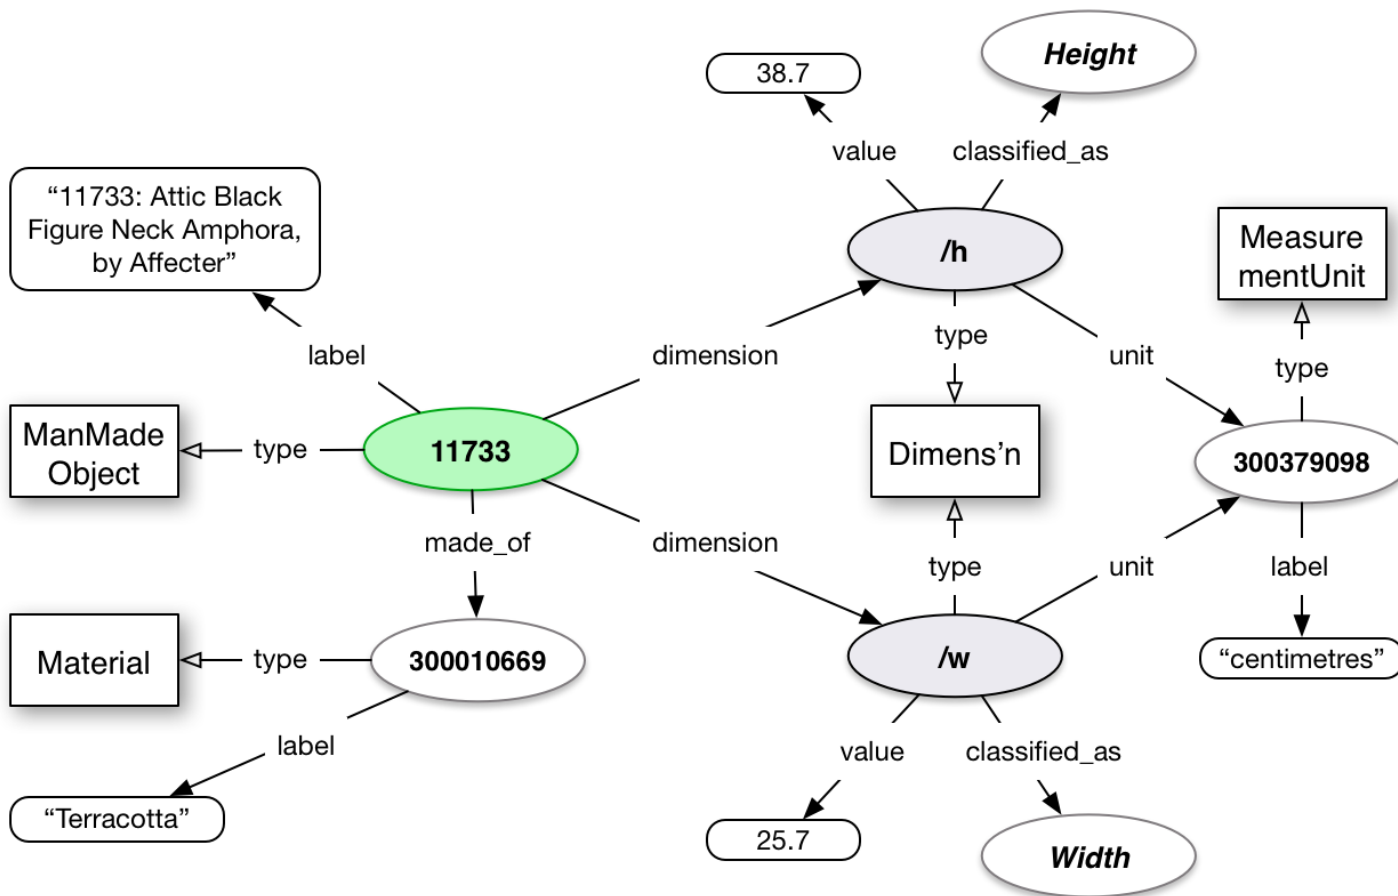 38.7
Height
value
classified_as
“11733: Attic Black
Figure Neck Amphora,
by Affecter”
/h
Measure
mentUnit
label
dimension
type
unit
type
ManMade
Object
type
11733
Dimens’n
300379098
made_of
dimension
type
unit
label
Material
type
300010669
/w
“centimetres”
label
value
classified_as
“Terracotta”
25.7
Width